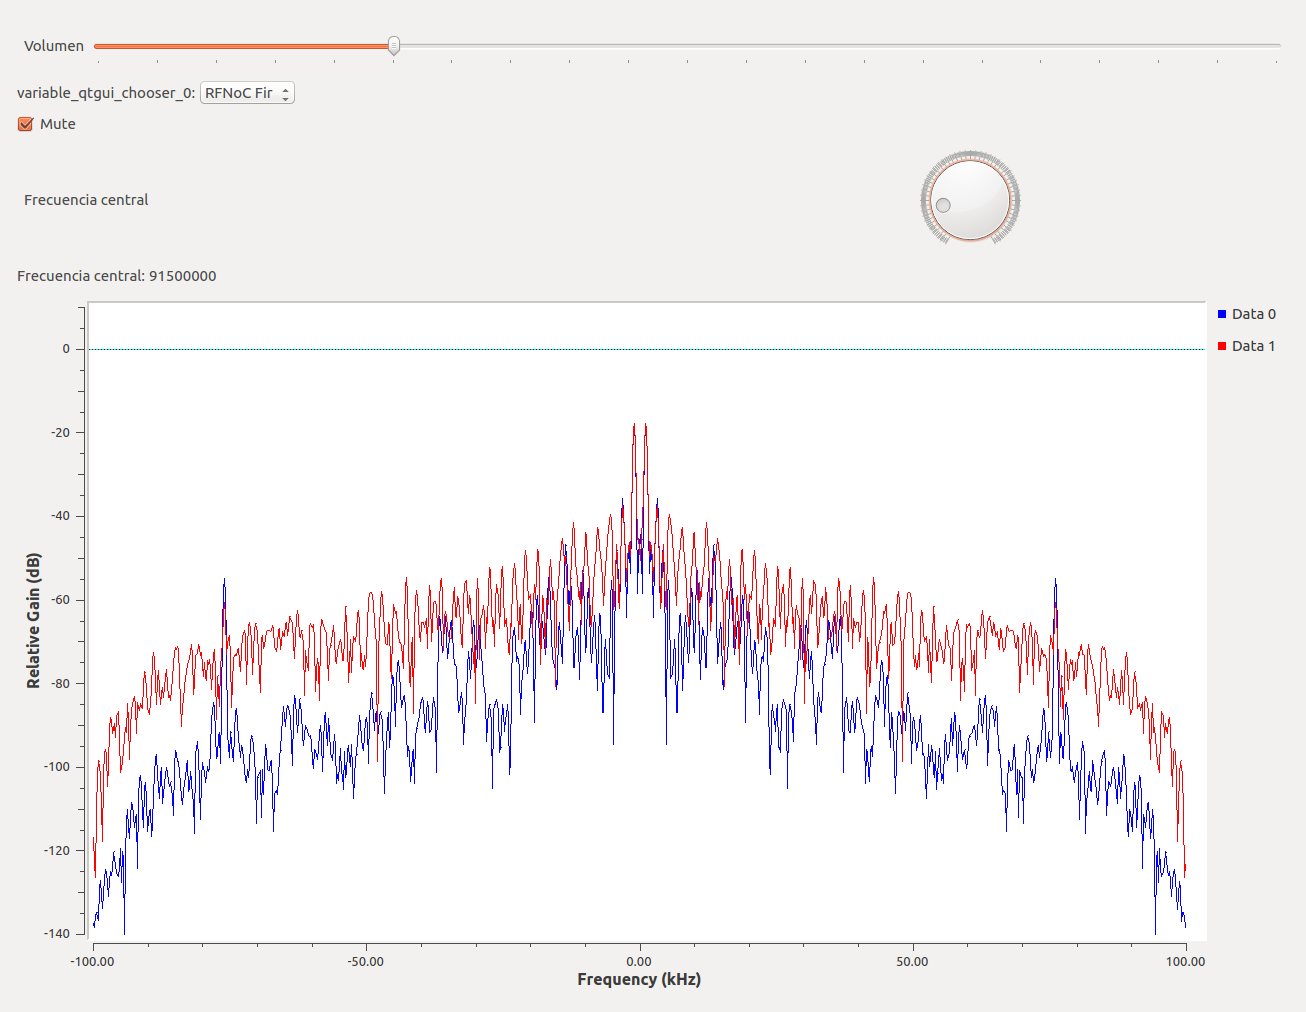 Volumen
variable_qtgui_chooser_0: RFNoC Fir
Mute
Frecuencia central
Frecuencia central: 91500000
Data 0
Data 1
0
-20
-40
-60
-80
-100
-120
-140
Relative Gain (dB)
-100.00 -50.00 0.00 50.00 100.00
Frequency (kHz)